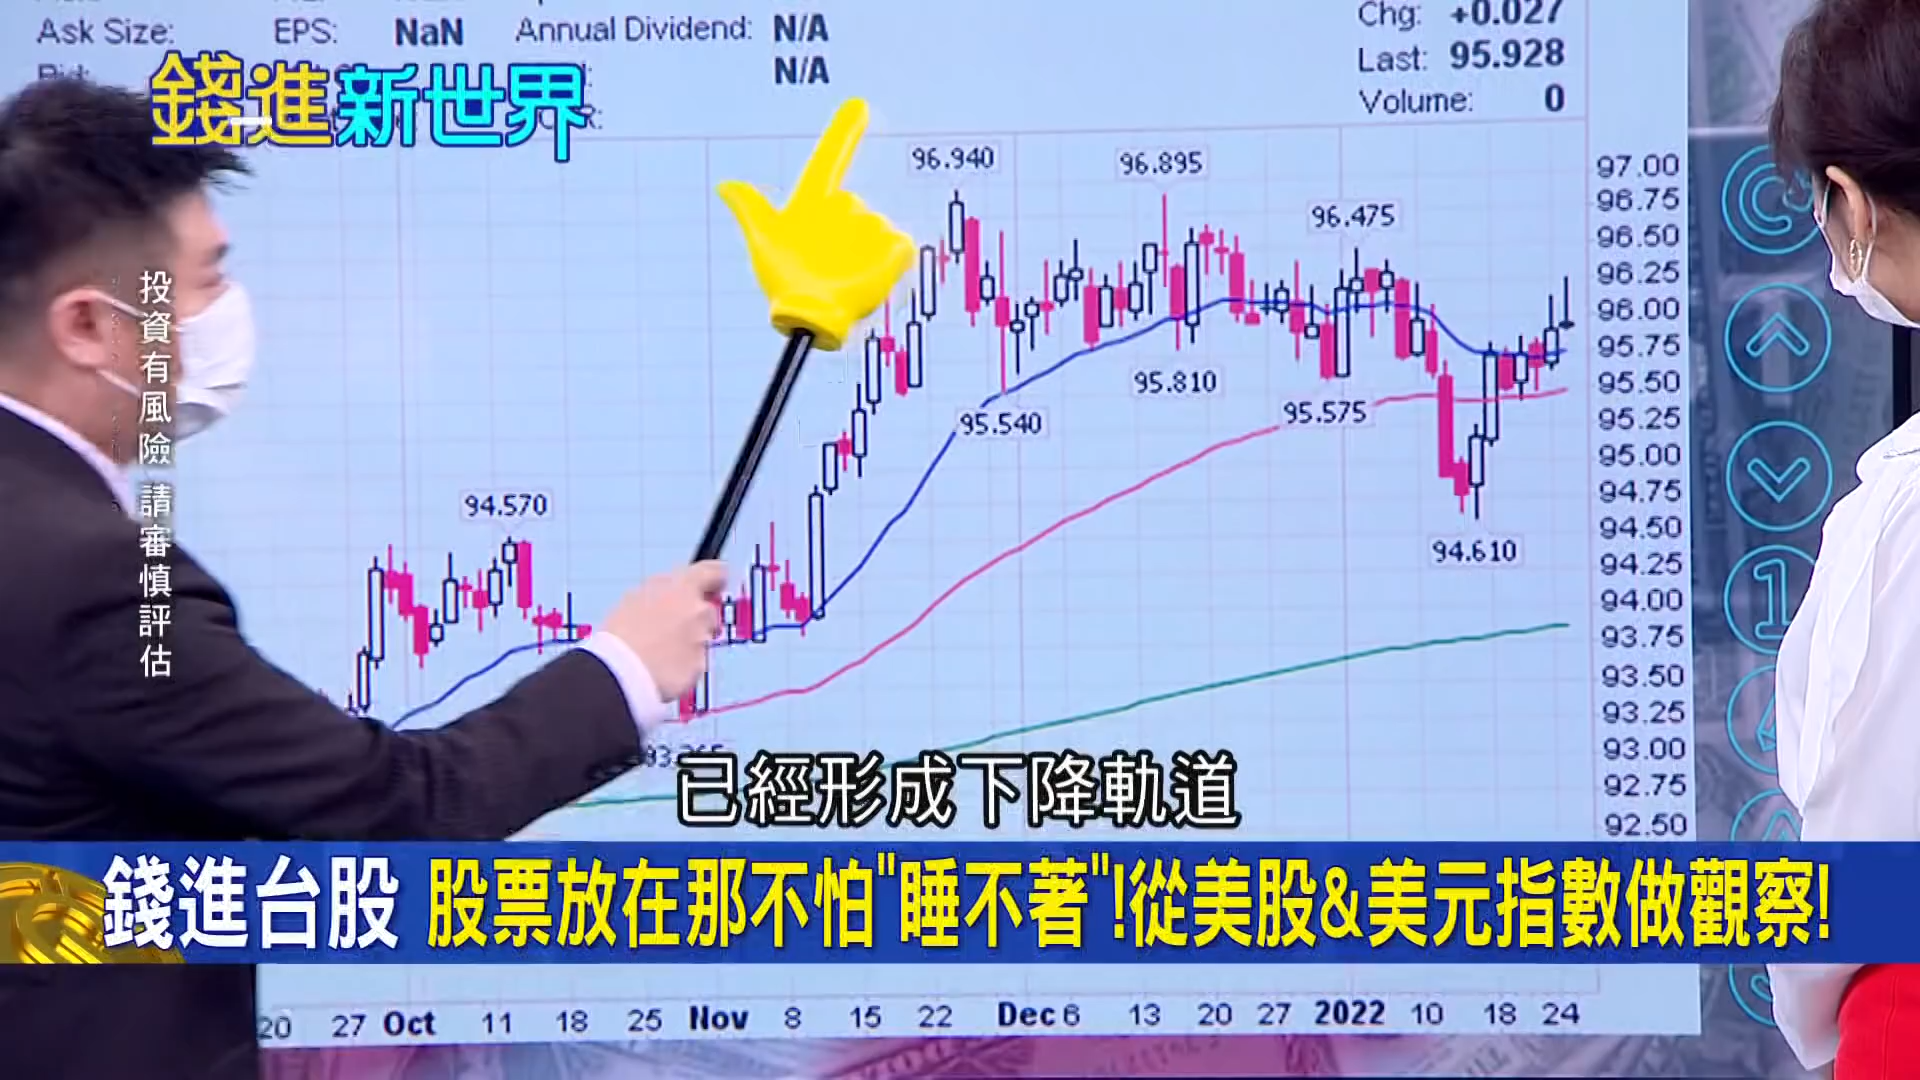 Ask Size:
EPS: NaN
Annual Dividend: N/A
N/A
Chg: +0.027
Last: 95.928
Volume: 0
錢進新世界
投資有風險 請審慎評估
96.940
96.895
96.475
95.810
95.540
95.575
94.570
94.610
97.00
96.75
96.50
96.25
96.00
95.75
95.50
95.25
95.00
94.75
94.50
94.25
94.00
93.75
93.50
93.25
93.00
92.75
92.50
已經形成下降軌道
錢進台股 股票放在那不怕"睡不著"!從美股&美元指數做觀察!
20 27 Oct 11 18 25 Nov 8 15 22 Dec 6 13 20 27 2022 10 18 24